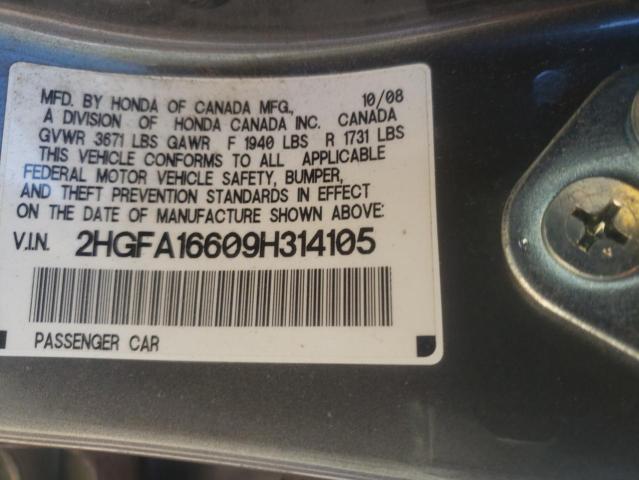 MFD. BY HONDA OF CANADA MFG., 10/08
A DIVISION OF HONDA CANADA INC. CANADA
GVWR 3671 LBS GAWR F 1940 LBS R 1731 LBS
THIS VEHICLE CONFORMS TO ALL APPLICABLE
FEDERAL MOTOR VEHICLE SAFETY, BUMPER,
AND THEFT PREVENTION STANDARDS IN EFFECT
ON THE DATE OF MANUFACTURE SHOWN ABOVE:
V.I.N. 2HGFA16609H314105
PASSENGER CAR